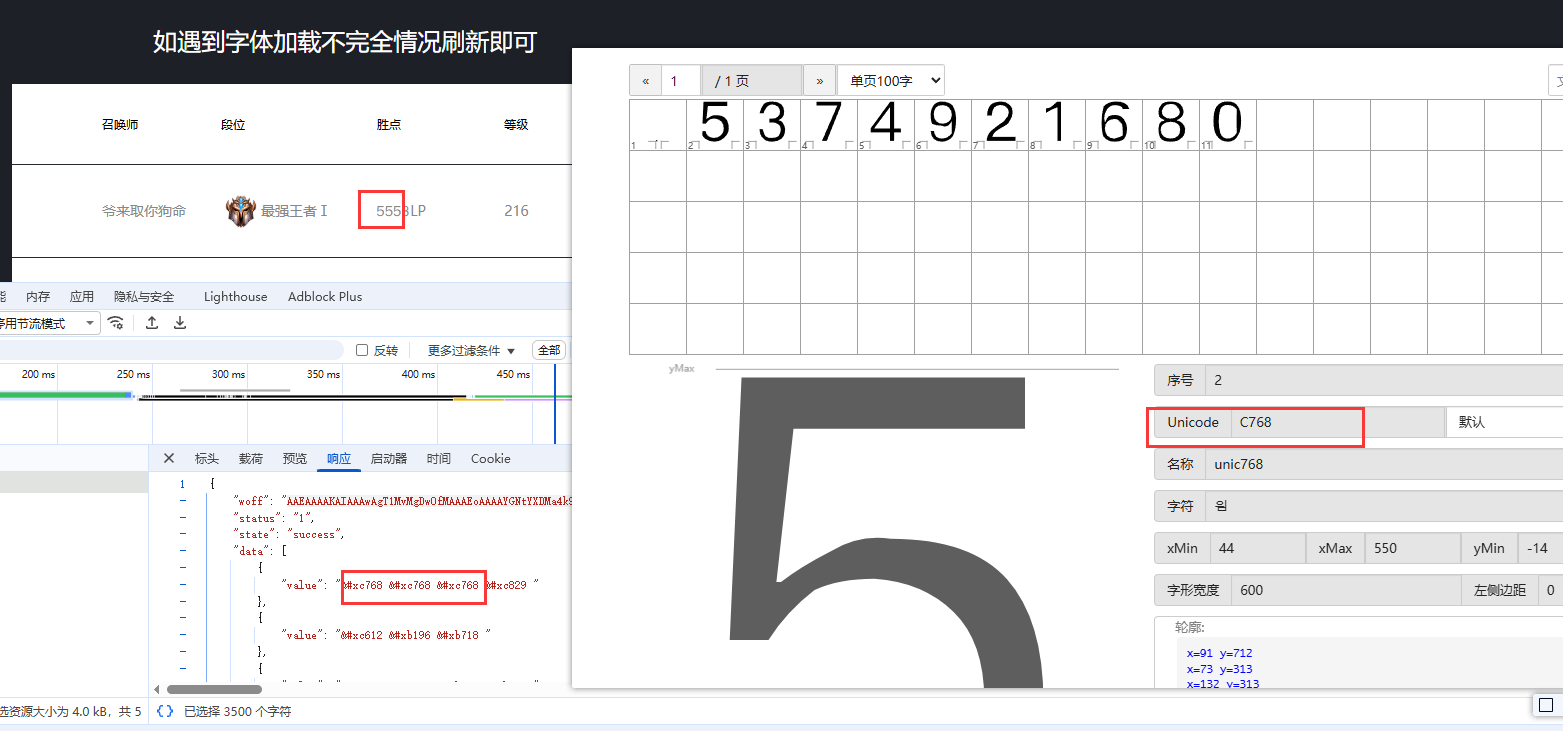 如遇到字体加载不完全情况刷新即可
召唤师 段位 胜点 等级
爷来取你狗命 最强王者 I 5553LP 216
内存 应用 隐私与安全 Lighthouse Adblock Plus
用节流模式
反转 更多过滤条件 ▼ 全部
200 ms 250 ms 300 ms 350 ms 400 ms 450 ms
× 标头 载荷 预览 响应 启动器 时间 Cookie
1 {
"woff": "AAEAAAAKAIAAAwAgT1MvMgDwOfMAAAEoAAAAYGNtYXDMa4k9
"status": "1",
"state": "success",
"data": [
{
"value": "&#xc768 &#xc768 &#xc768 &#xc829 "
},
{
"value": "&#xc612 &#xb196 &#xb718 "
},
{
选资源大小为 4.0 kB，共 5
{} 已选择 3500 个字符
« 1 / 1 页 » 单页100字
5 3 7 4 9 2 1 6 8 0
1 2 3 4 5 6 7 8 9 10 11
yMax
序号 2
Unicode C768 默认
名称 unic768
字符 읨
xMin 44 xMax 550 yMin -14
字形宽度 600 左侧边距 0
轮廓:
x=91 y=712
x=73 y=313
x=132 y=313
5